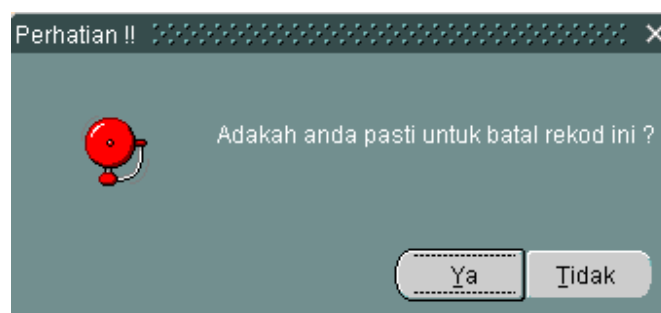 Perhatian !!
Adakah anda pasti untuk batal rekod ini ?
Ya
Tidak